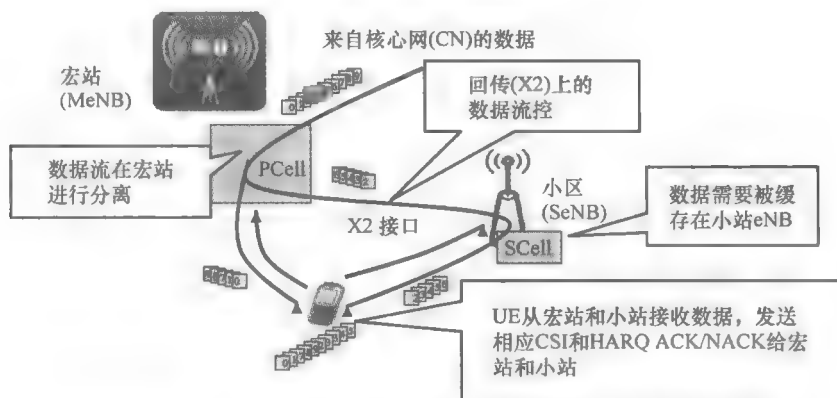 来自核心网(CN)的数据
宏站
(MeNB)
回传(X2)上的
数据流控
数据流在宏站
进行分离
PCell
小区
(SeNB)
数据需要被缓
存在小站eNB
X2 接口
SCell
UE从宏站和小站接收数据，发送
相应CSI和HARQ ACK/NACK给宏
站和小站